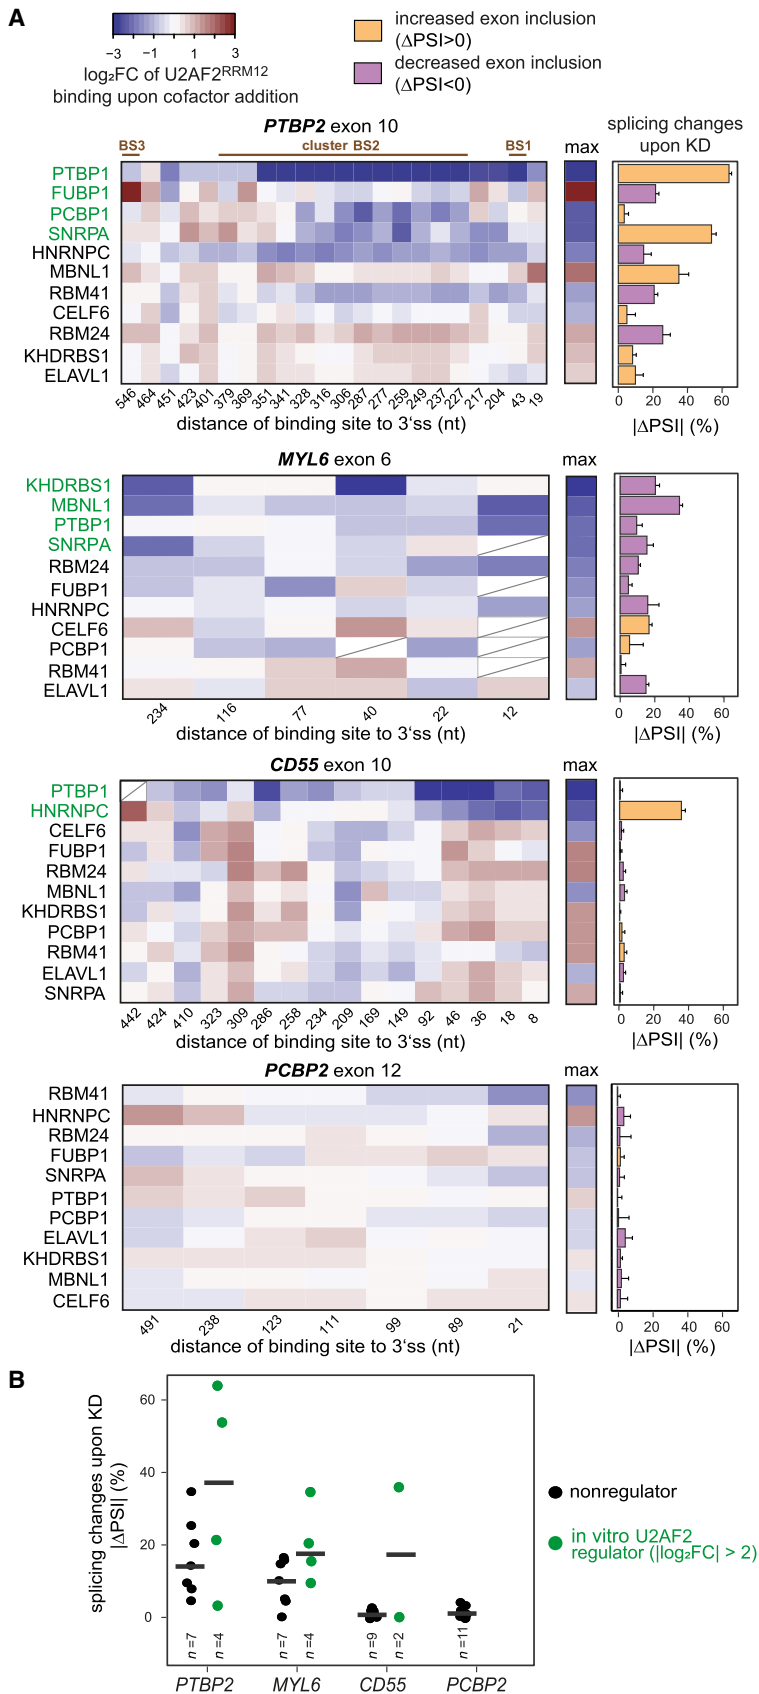 A
−3 −1 1 3
log₂FC of U2AF2RRM12
binding upon cofactor addition
increased exon inclusion
(ΔPSI>0)
decreased exon inclusion
(ΔPSI<0)
PTBP2 exon 10
BS3 cluster BS2 BS1
max
splicing changes
upon KD
PTBP1
FUBP1
PCBP1
SNRPA
HNRNPC
MBNL1
RBM41
CELF6
RBM24
KHDRBS1
ELAVL1
546 464 451 423 401 379 369 351 341 328 316 306 287 277 259 249 237 227 217 204 43 19
distance of binding site to 3‘ss (nt)
0 20 40 60
|ΔPSI| (%)
MYL6 exon 6
max
KHDRBS1
MBNL1
PTBP1
SNRPA
RBM24
FUBP1
HNRNPC
CELF6
PCBP1
RBM41
ELAVL1
234 116 77 40 22 12
distance of binding site to 3‘ss (nt)
0 20 40 60
|ΔPSI| (%)
CD55 exon 10
max
PTBP1
HNRNPC
CELF6
FUBP1
RBM24
MBNL1
KHDRBS1
PCBP1
RBM41
ELAVL1
SNRPA
442 424 410 323 309 286 258 234 209 169 149 92 46 36 18 8
distance of binding site to 3‘ss (nt)
0 20 40 60
|ΔPSI| (%)
PCBP2 exon 12
max
RBM41
HNRNPC
RBM24
FUBP1
SNRPA
PTBP1
PCBP1
ELAVL1
KHDRBS1
MBNL1
CELF6
491 238 123 111 99 89 21
distance of binding site to 3‘ss (nt)
0 20 40 60
|ΔPSI| (%)
B
splicing changes upon KD
|ΔPSI| (%)
60
40
20
0
n=7 n=4 n=7 n=4 n=9 n=2 n=11
PTBP2 MYL6 CD55 PCBP2
nonregulator
in vitro U2AF2
regulator (|log₂FC| > 2)